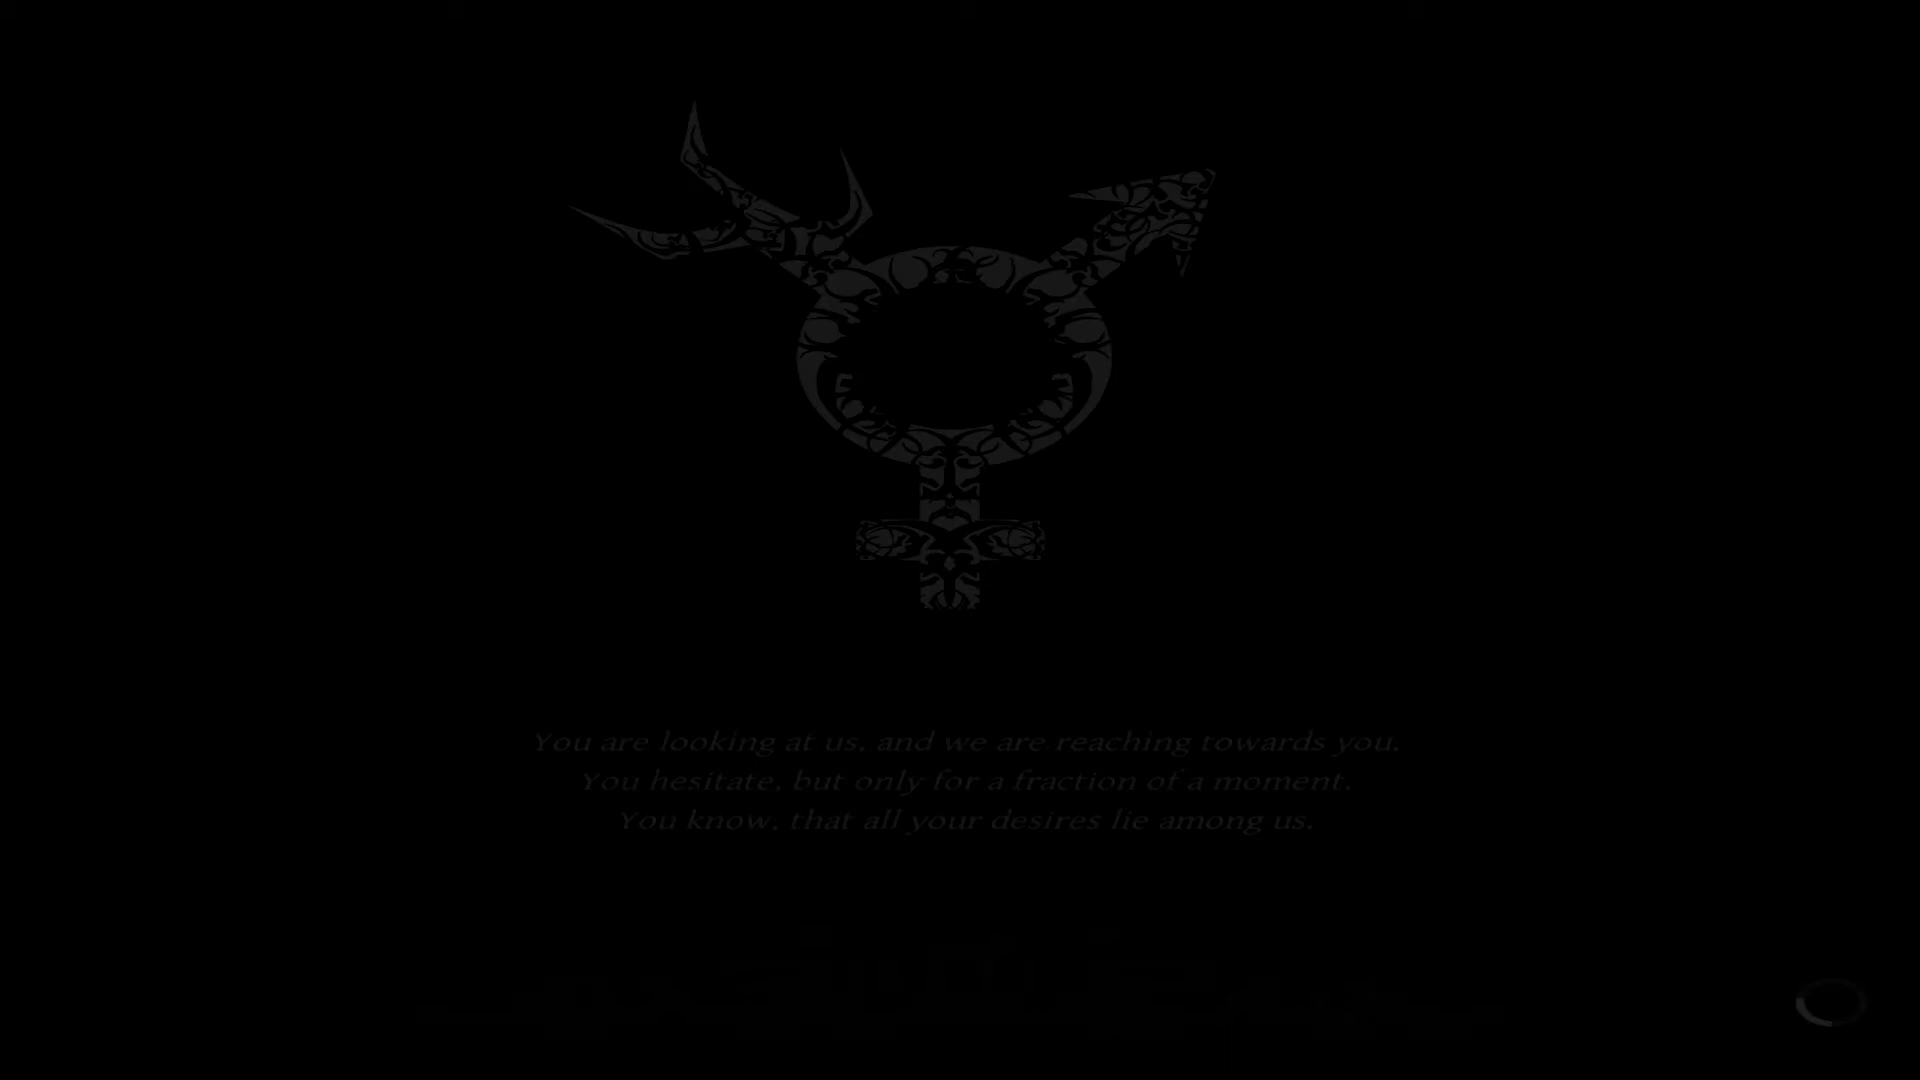 You are looking at us, and we are reaching towards you.
You hesitate, but only for a fraction of a moment.
You know, that all your desires lie among us.